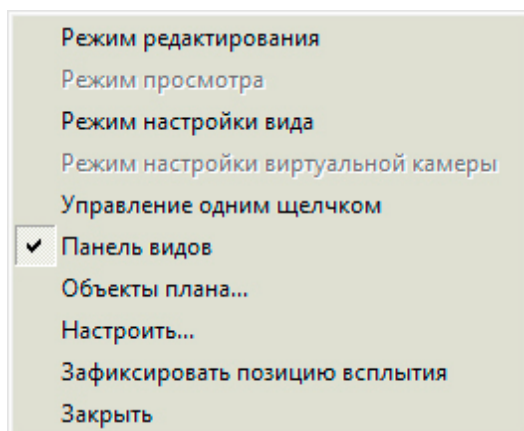 Режим редактирования
Режим просмотра
Режим настройки вида
Режим настройки виртуальной камеры
Управление одним щелчком
Панель видов
Объекты плана...
Настроить...
Зафиксировать позицию всплытия
Закрыть